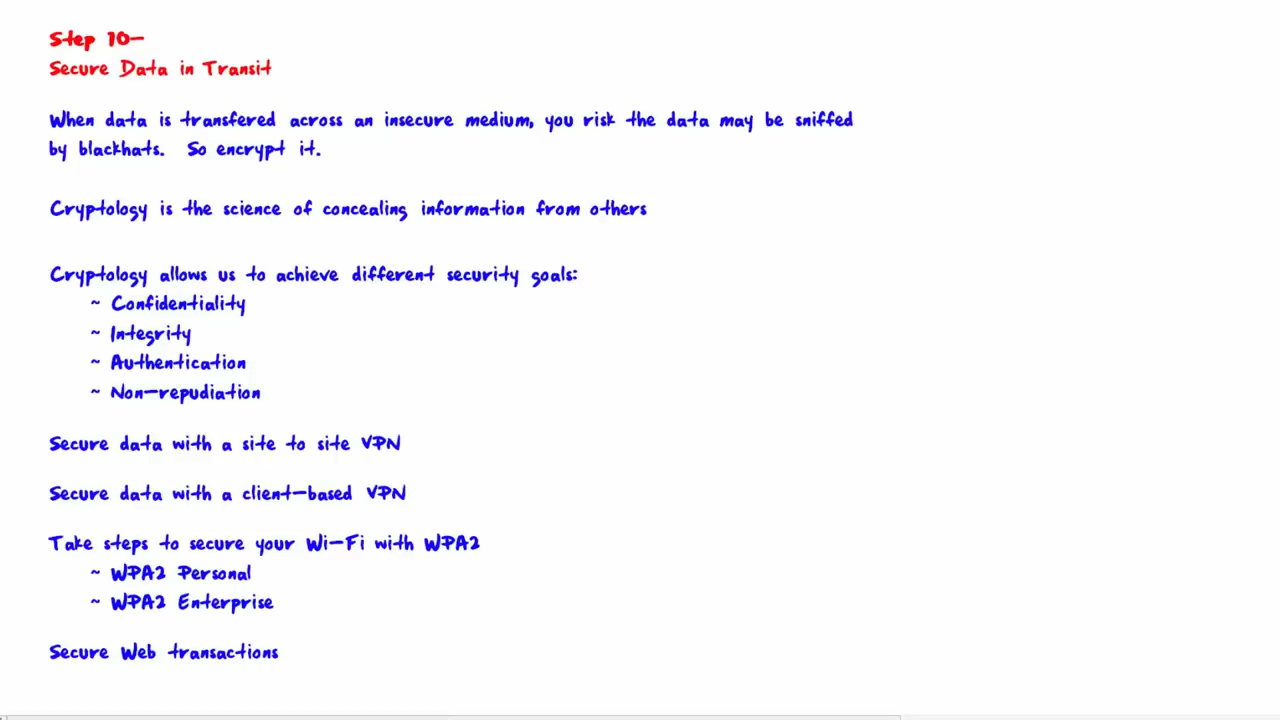 Step 10-
Secure Data in Transit
When data is transfered across an insecure medium, you risk the data may be sniffed
by blackhats. So encrypt it.
Cryptology is the science of concealing information from others
Cryptology allows us to achieve different security goals:
~ Confidentiality
~ Integrity
~ Authentication
~ Non-repudiation
Secure data with a site to site VPN
Secure data with a client-based VPN
Take steps to secure your Wi-Fi with WPA2
~ WPA2 Personal
~ WPA2 Enterprise
Secure Web transactions